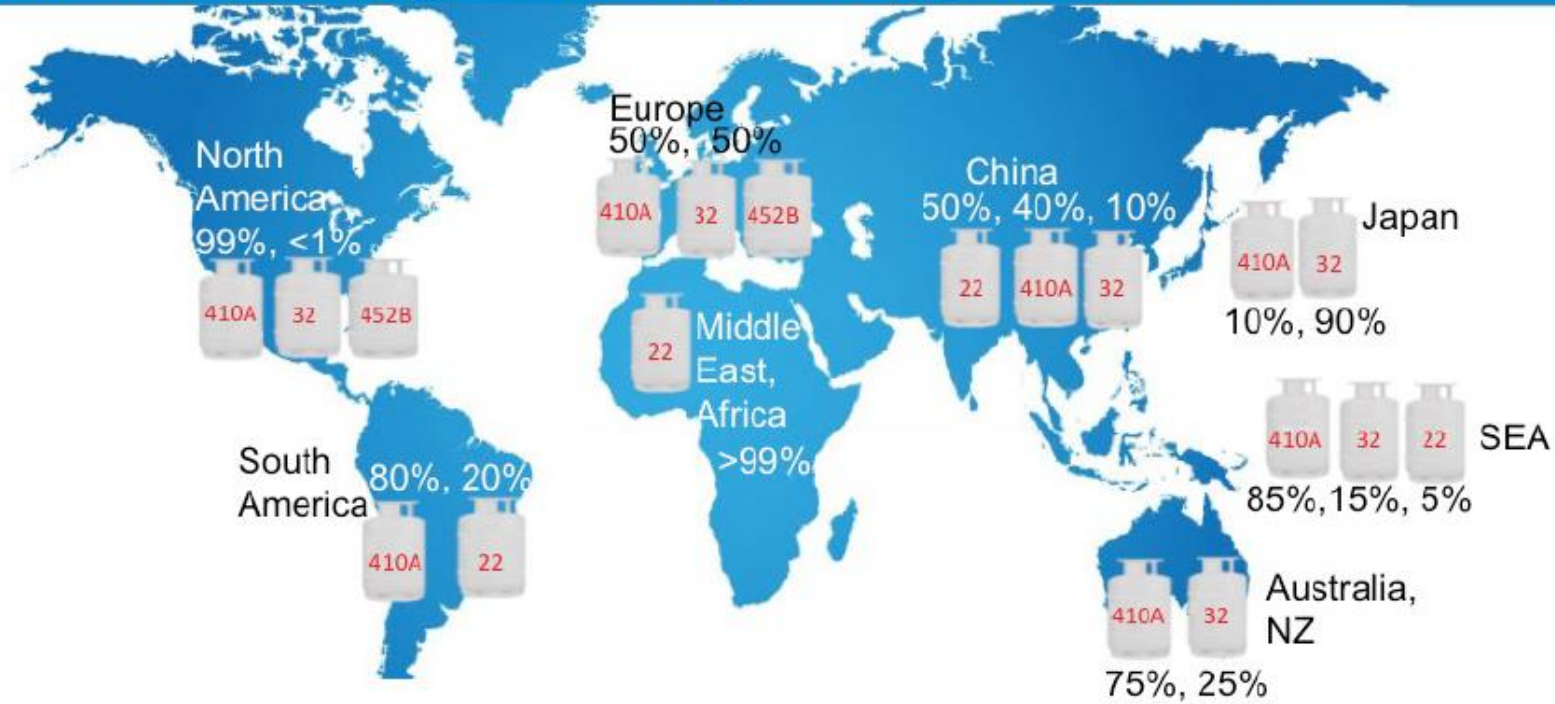 North
America
99%, <1%
410A 32 452B
South
America
80%, 20%
410A 22
Europe
50%, 50%
410A 32 452B
22
Middle
East,
Africa
>99%
China
50%, 40%, 10%
22 410A 32
Japan
410A 32
10%, 90%
410A 32 22
SEA
85%,15%, 5%
410A 32
Australia,
NZ
75%, 25%